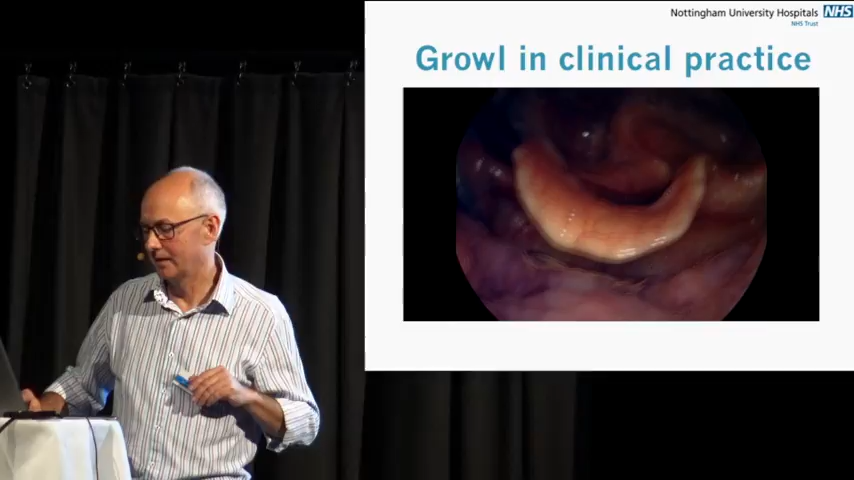 Nottingham University Hospitals NHS
NHS Trust
Growl in clinical practice